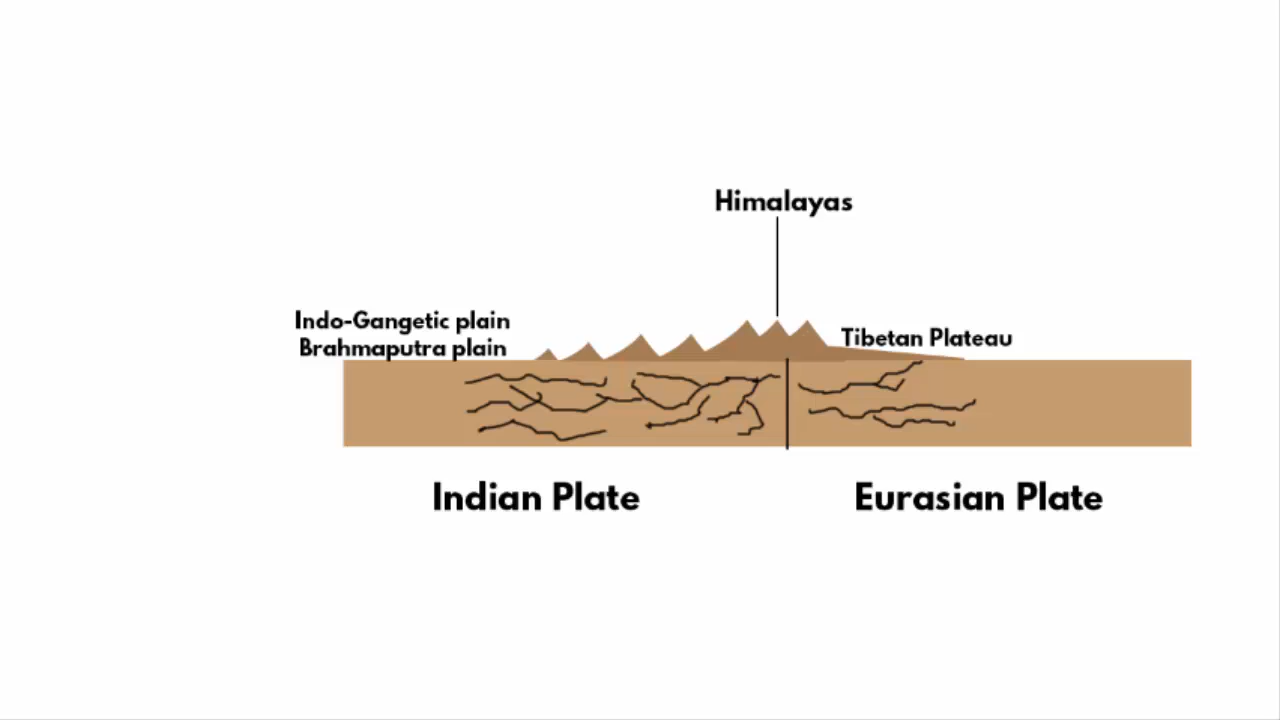 Himalayas
Indo-Gangetic plain
Brahmaputra plain
Tibetan Plateau
Indian Plate
Eurasian Plate